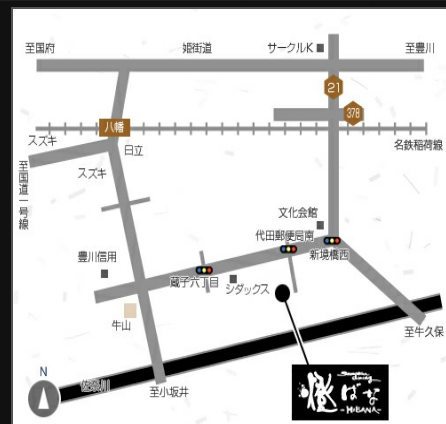 至国府
姫街道
サークルK
至豊川
21
378
八幡
スズキ
日立
名鉄稲荷線
スズキ
至国道一号線
文化会館
代田郵便局南
新境橋西
豊川信用
蔵子六丁目
シダックス
牛山
至牛久保
佐奈川
至小坂井
N
ばな
-HiBANA-